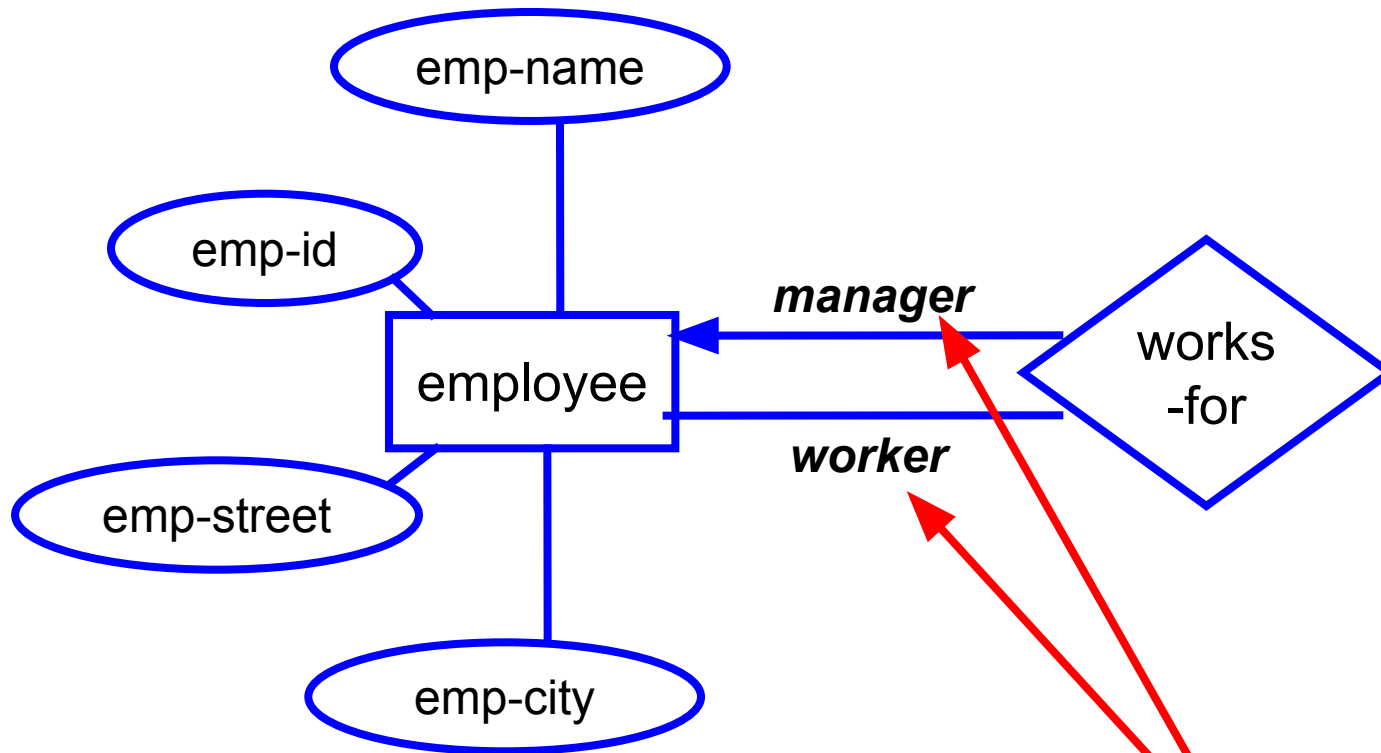 emp-name
emp-id
manager
works
-for
employee
worker
emp-street
emp-city